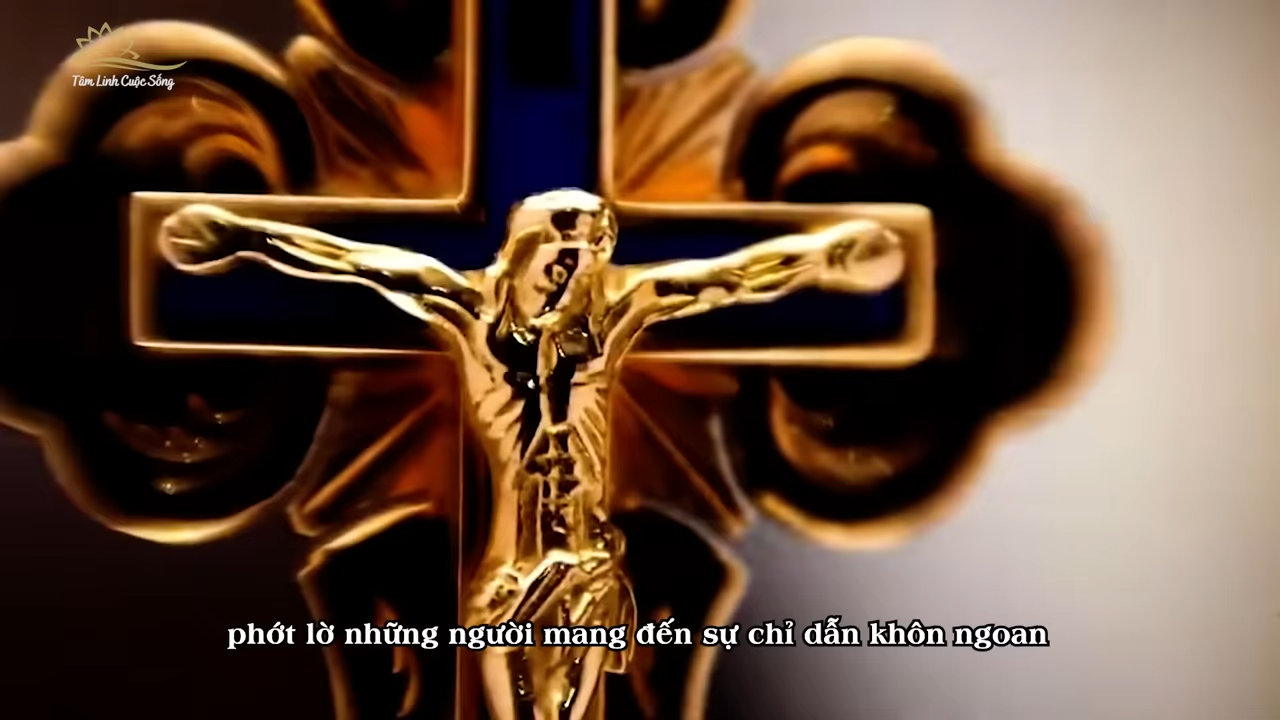 Tâm Linh Cuộc Sống
phớt lờ những người mang đến sự chỉ dẫn khôn ngoan